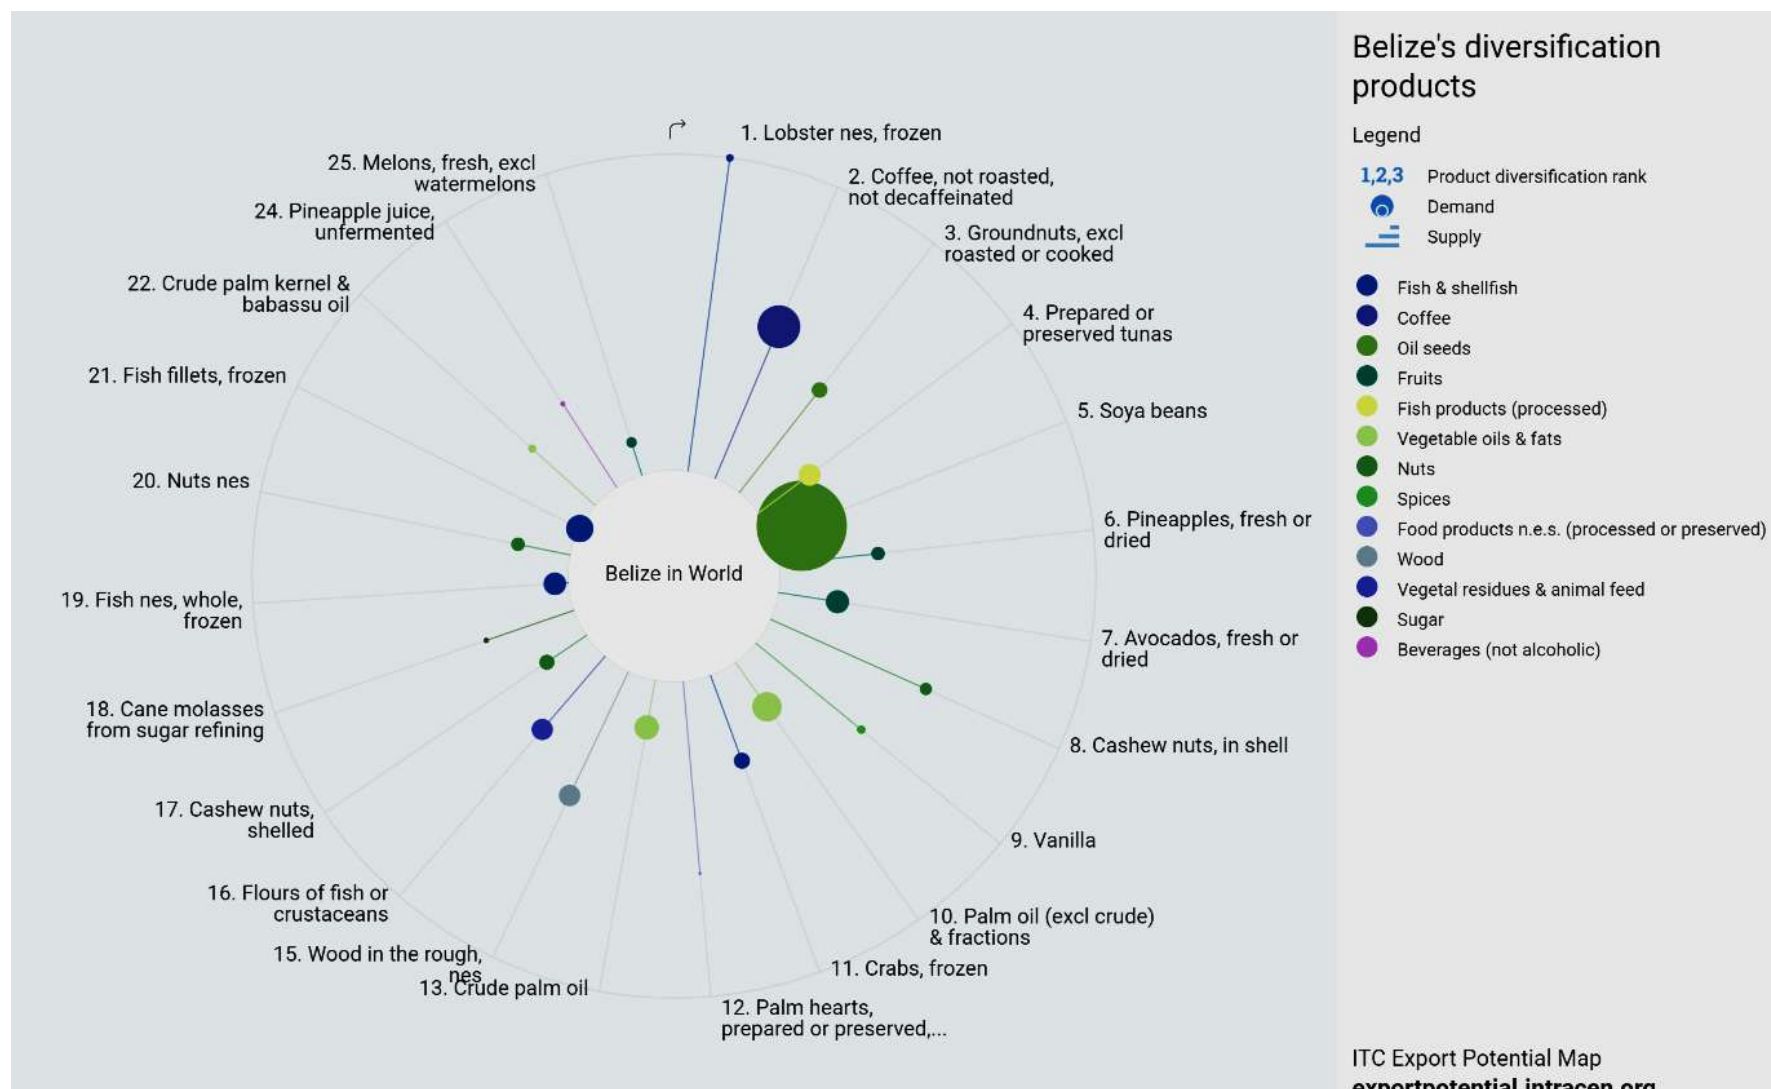 Belize's diversification
products
Legend
1,2,3 Product diversification rank
Demand
Supply
Fish & shellfish
Coffee
Oil seeds
Fruits
Fish products (processed)
Vegetable oils & fats
Nuts
Spices
Food products n.e.s. (processed or preserved)
Wood
Vegetal residues & animal feed
Sugar
Beverages (not alcoholic)
ITC Export Potential Map
exportpotential.intracen.org
Belize in World
1. Lobster nes, frozen
2. Coffee, not roasted,
not decaffeinated
3. Groundnuts, excl
roasted or cooked
4. Prepared or
preserved tunas
5. Soya beans
6. Pineapples, fresh or
dried
7. Avocados, fresh or
dried
8. Cashew nuts, in shell
9. Vanilla
10. Palm oil (excl crude)
& fractions
11. Crabs, frozen
12. Palm hearts,
prepared or preserved,...
13. Crude palm oil
15. Wood in the rough,
nes
16. Flours of fish or
crustaceans
17. Cashew nuts,
shelled
18. Cane molasses
from sugar refining
19. Fish nes, whole,
frozen
20. Nuts nes
21. Fish fillets, frozen
22. Crude palm kernel &
babassu oil
24. Pineapple juice,
unfermented
25. Melons, fresh, excl
watermelons